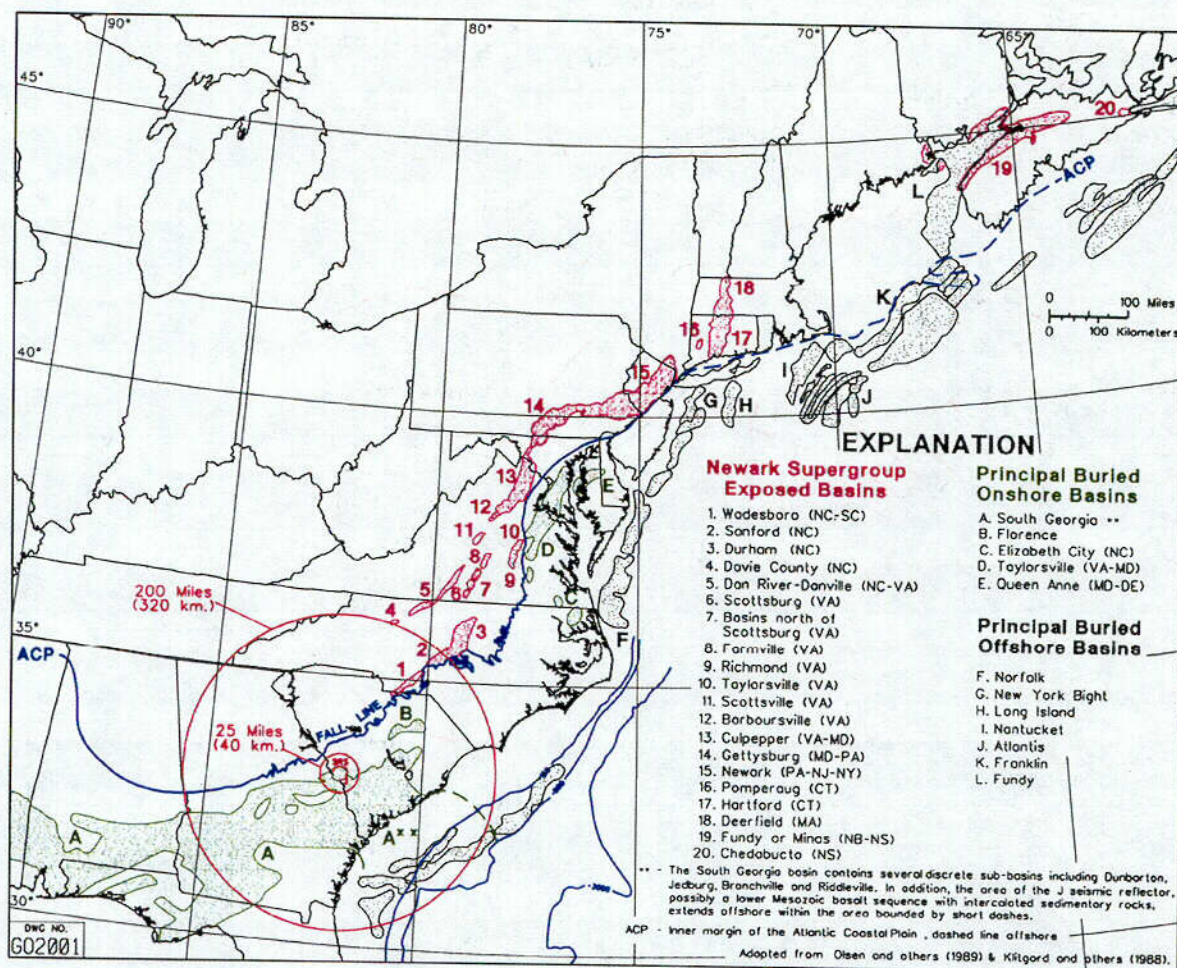 90°
85°
80°
75°
70°
65°
45°
40°
35°
30°
20
19
ACP
L
K
18
16
17
15
14
I
J
G
H
0 100 Miles
0 100 Kilometers
13
12
E
11
10
D
8
9
5
6
7
4
3
2
1
F
200 Miles
(320 km.)
ACP
FALL LINE
B
25 Miles
(40 km.)
SRS
A
A
A**
EXPLANATION
Newark Supergroup
Exposed Basins
1. Wadesboro (NC-SC)
2. Sanford (NC)
3. Durham (NC)
4. Davie County (NC)
5. Dan River-Danville (NC-VA)
6. Scottsburg (VA)
7. Basins north of
Scottsburg (VA)
8. Farmville (VA)
9. Richmond (VA)
10. Taylorsville (VA)
11. Scottsville (VA)
12. Barboursville (VA)
13. Culpepper (VA-MD)
14. Gettysburg (MD-PA)
15. Newark (PA-NJ-NY)
16. Pomperaug (CT)
17. Hartford (CT)
18. Deerfield (MA)
19. Fundy or Minas (NB-NS)
20. Chedabucto (NS)
Principal Buried
Onshore Basins
A. South Georgia **
B. Florence
C. Elizabeth City (NC)
D. Taylorsville (VA-MD)
E. Queen Anne (MD-DE)
Principal Buried
Offshore Basins
F. Norfolk
G. New York Bight
H. Long Island
I. Nantucket
J. Atlantis
K. Franklin
L. Fundy
** - The South Georgia basin contains several discrete sub-basins including Dunbarton,
Jedburg, Branchville and Riddleville. In addition, the area of the J seismic reflector,
possibly a lower Mesozoic basalt sequence with intercalated sedimentary rocks,
extends offshore within the area bounded by short dashes.
ACP - Inner margin of the Atlantic Coastal Plain, dashed line offshore
Adapted from Olsen and others (1989) & Klitgord and others (1988).
DWG NO.
GO2001